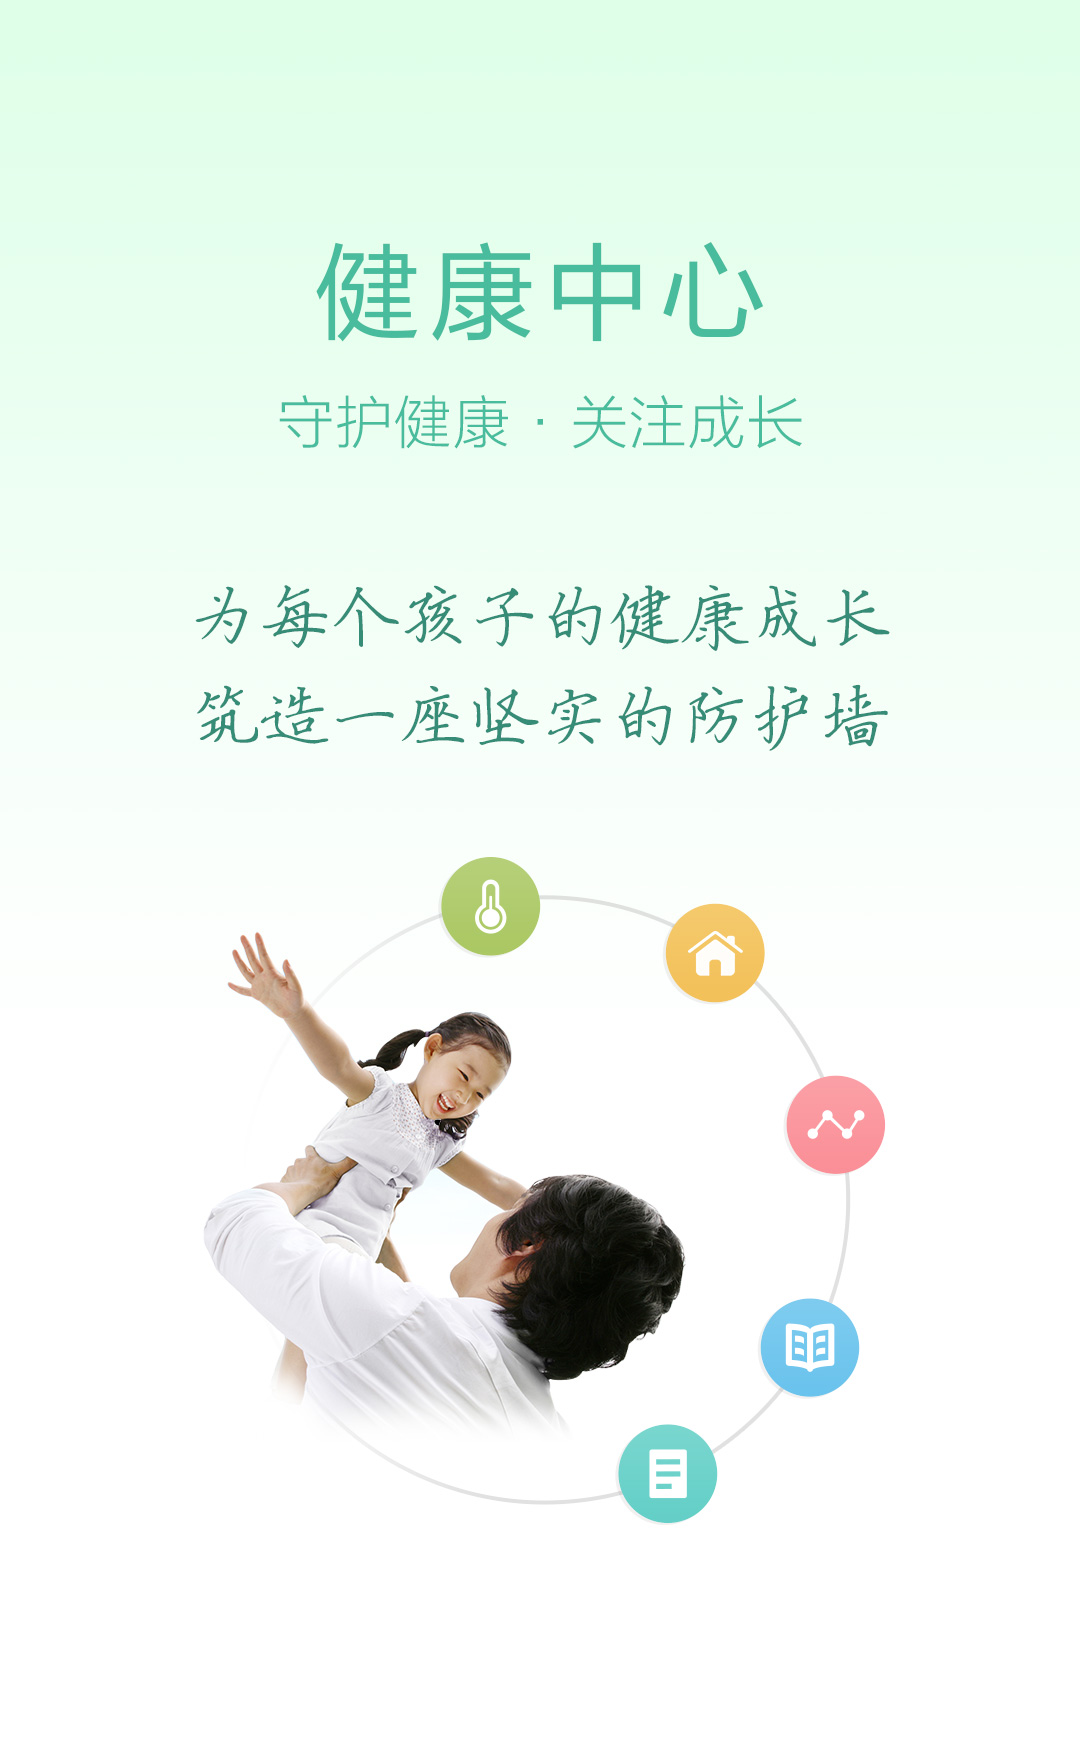 健康中心
守护健康·关注成长
为每个孩子的健康成长
筑造一座坚实的防护墙